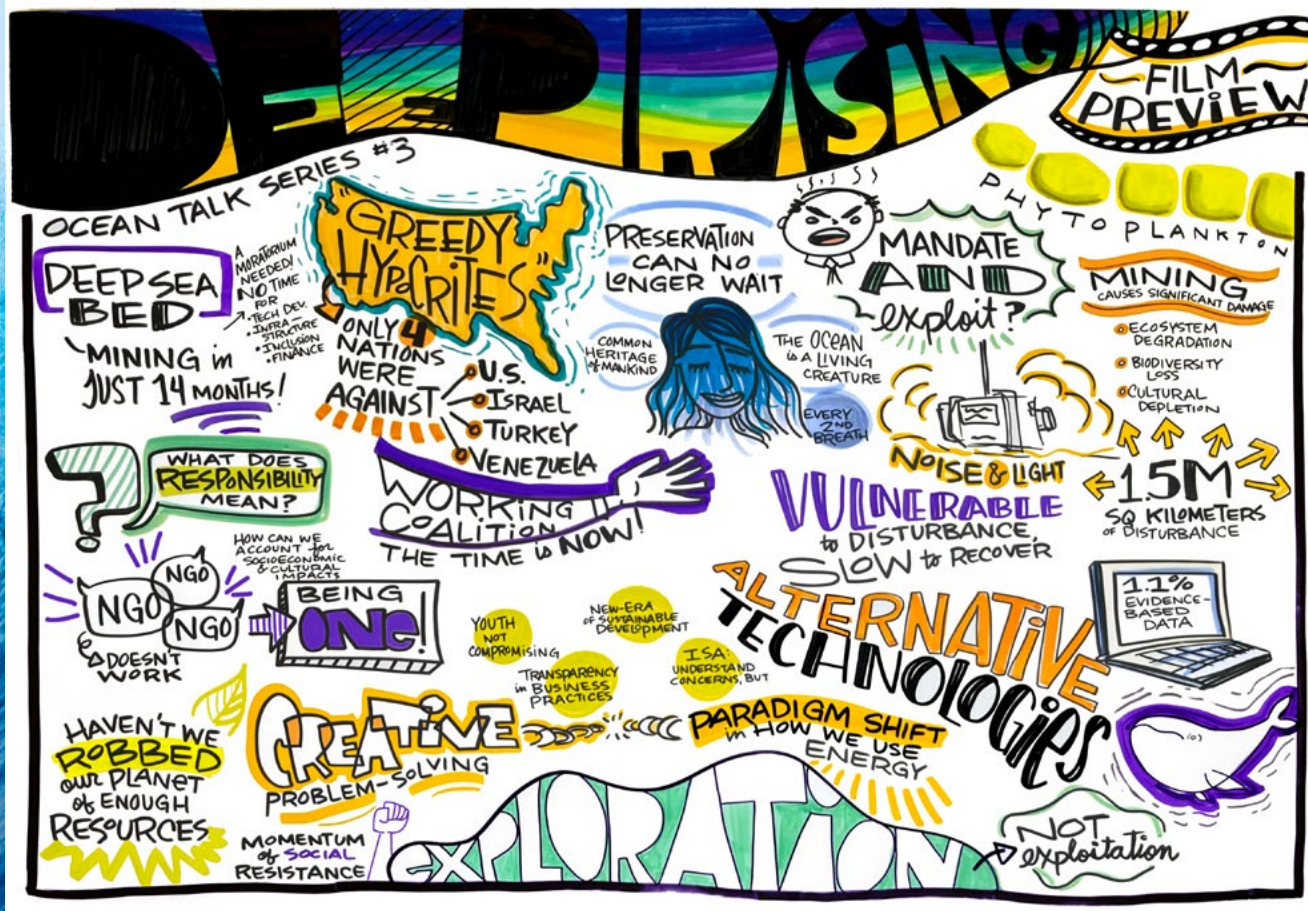 DEEP RISING
FILM
PREVIEW
OCEAN TALK SERIES #3
PHYTOPLANKTON
DEEP SEA
BED
MINING in
JUST 14 MONTHS!
A
MORATORIUM
NEEDED!
NO TIME
FOR
• TECH DEV.
• INFRA-
STRUCTURE
• INCLUSION
• FINANCE
"GREEDY
HYPOCRITES"
ONLY 4
NATIONS
WERE
AGAINST
U.S.
ISRAEL
TURKEY
VENEZUELA
PRESERVATION
CAN NO
LONGER WAIT
COMMON
HERITAGE
of MANKIND
THE OCEAN
is A LIVING
CREATURE
EVERY
2ND
BREATH
MANDATE
AND
exploit?
MINING
CAUSES SIGNIFICANT DAMAGE
ECOSYSTEM
DEGRADATION
BIODIVERSITY
LOSS
CULTURAL
DEPLETION
NOISE & LIGHT
1.5M
SQ KILOMETERS
OF DISTURBANCE
WHAT DOES
RESPONSIBILITY
MEAN?
HOW CAN WE
ACCOUNT for
SOCIOECONOMIC
& CULTURAL
IMPACTS
WORKING
COALITION
THE TIME is NOW!
VULNERABLE
to DISTURBANCE,
SLOW to RECOVER
NGO
NGO
NGO
DOESN'T
WORK
BEING
ONE!
YOUTH
NOT
COMPROMISING
NEW-ERA
OF SUSTAINABLE
DEVELOPMENT
TRANSPARENCY
in BUSINESS
PRACTICES
ISA:
UNDERSTAND
CONCERNS, BUT
ALTERNATIVE
TECHNOLOGIES
1.1%
EVIDENCE-
BASED
DATA
HAVEN'T WE
ROBBED
our PLANET
of ENOUGH
RESOURCES
CREATIVE
PROBLEM-SOLVING
PARADIGM SHIFT
in HOW WE USE
ENERGY
MOMENTUM
of SOCIAL
RESISTANCE
EXPLORATION
NOT
exploitation